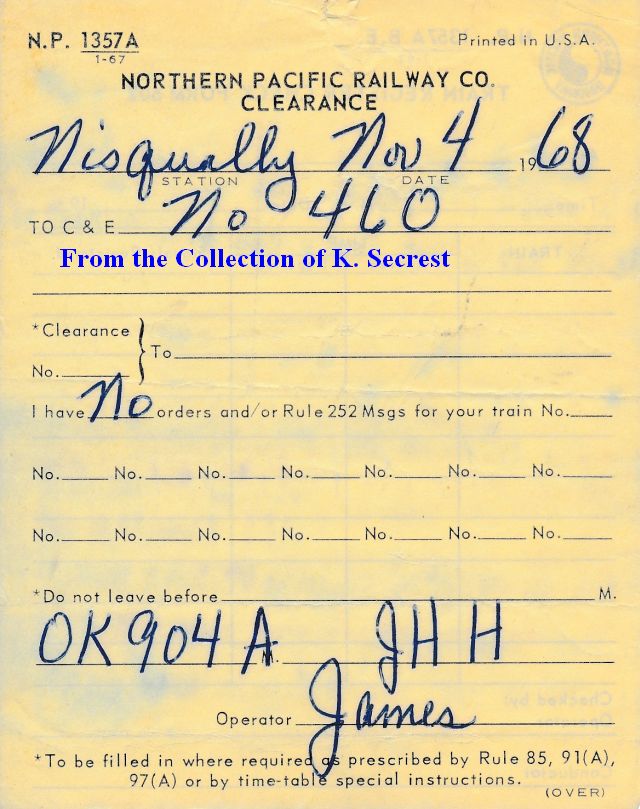 N.P. 1357A Printed in U.S.A.
1-67
NORTHERN PACIFIC RAILWAY CO.
CLEARANCE
Nisqually Nov 4 1968
STATION DATE
TO C & E No 460
From the Collection of K. Secrest
*Clearance
No. To
I have No orders and/or Rule 252 Msgs for your train No.
No. No. No. No. No. No. No.
No. No. No. No. No. No. No.
*Do not leave before M.
OK 904 A M. JHH
Operator James
*To be filled in where required as prescribed by Rule 85, 91(A),
97(A) or by time-table special instructions.
(OVER)